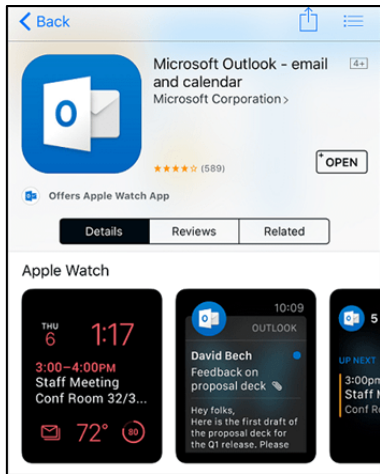 Back
Microsoft Outlook - email
and calendar
4+
Microsoft Corporation >
★★★★☆ (589)
+OPEN
Offers Apple Watch App
Details
Reviews
Related
Apple Watch
THU
6
1:17
3:00-4:00PM
Staff Meeting
Conf Room 32/3...
72°
80
10:09
OUTLOOK
David Bech
Feedback on
proposal deck
Hey folks,
Here is the first draft of
the proposal deck for
the Q1 release. Please
5
UP NEXT
3:00pm
Staff M
Conf Ro